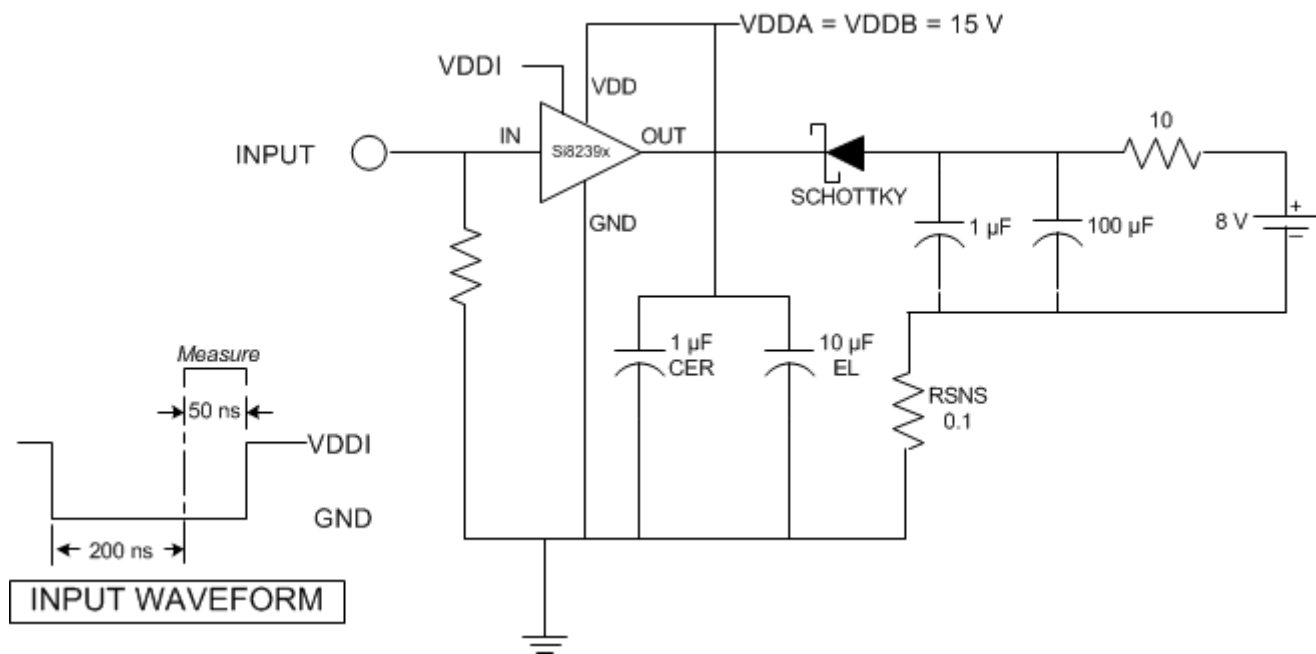 VDDA = VDDB = 15 V
VDDI
VDD
10
INPUT
IN
Si8239x
OUT
SCHOTTKY
GND
1 µF
100 µF
8 V
+
–
1 µF
CER
10 µF
EL
RSNS
0.1
Measure
50 ns
VDDI
GND
200 ns
INPUT WAVEFORM